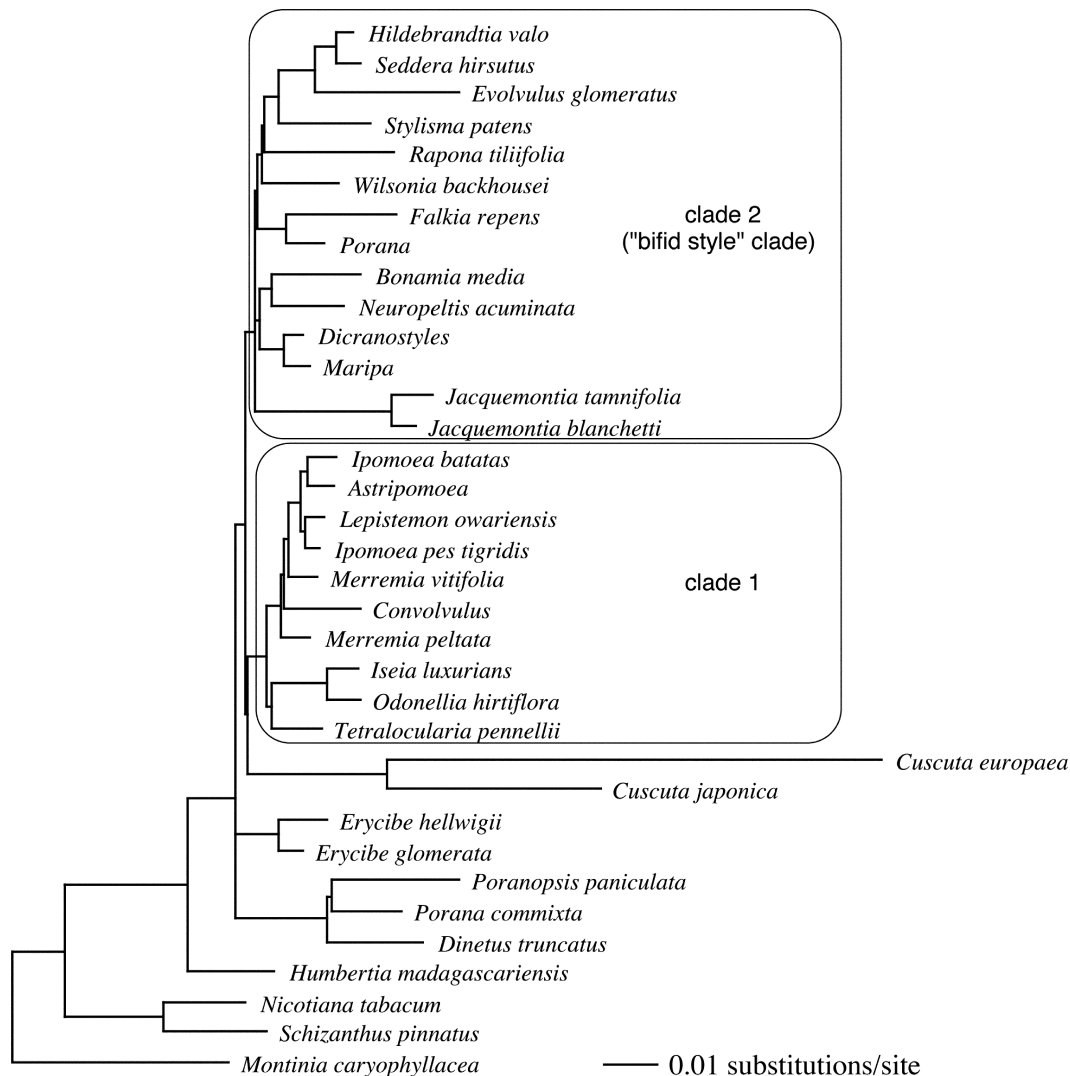 Hildebrandtia valo
Seddera hirsutus
Evolvulus glomeratus
Stylisma patens
Rapona tiliifolia
Wilsonia backhousei
Falkia repens
clade 2
("bifid style" clade)
Porana
Bonamia media
Neuropeltis acuminata
Dicranostyles
Maripa
Jacquemontia tamnifolia
Jacquemontia blanchetti
Ipomoea batatas
Astripomoea
Lepistemon owariensis
Ipomoea pes tigridis
Merremia vitifolia
clade 1
Convolvulus
Merremia peltata
Iseia luxurians
Odonellia hirtiflora
Tetralocularia pennellii
Cuscuta europaea
Cuscuta japonica
Erycibe hellwigii
Erycibe glomerata
Poranopsis paniculata
Porana commixta
Dinetus truncatus
Humbertia madagascariensis
Nicotiana tabacum
Schizanthus pinnatus
Montinia caryophyllacea
0.01 substitutions/site